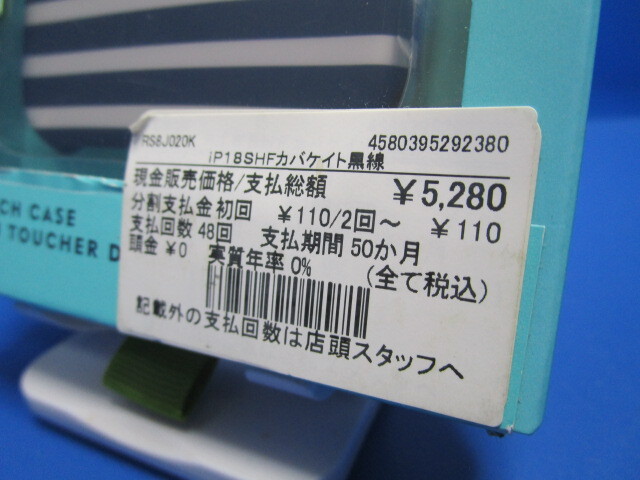 RS8J020K 4580395292380
iP18SHFカバケイト黒線
現金販売価格/支払総額 ¥5,280
分割支払金初回 ¥110/2回～ ¥110
支払回数 48回 支払期間 50か月
頭金 ¥0 実質年率 0% (全て税込)
記載外の支払回数は店頭スタッフへ
CH CASE
TOUCHER D